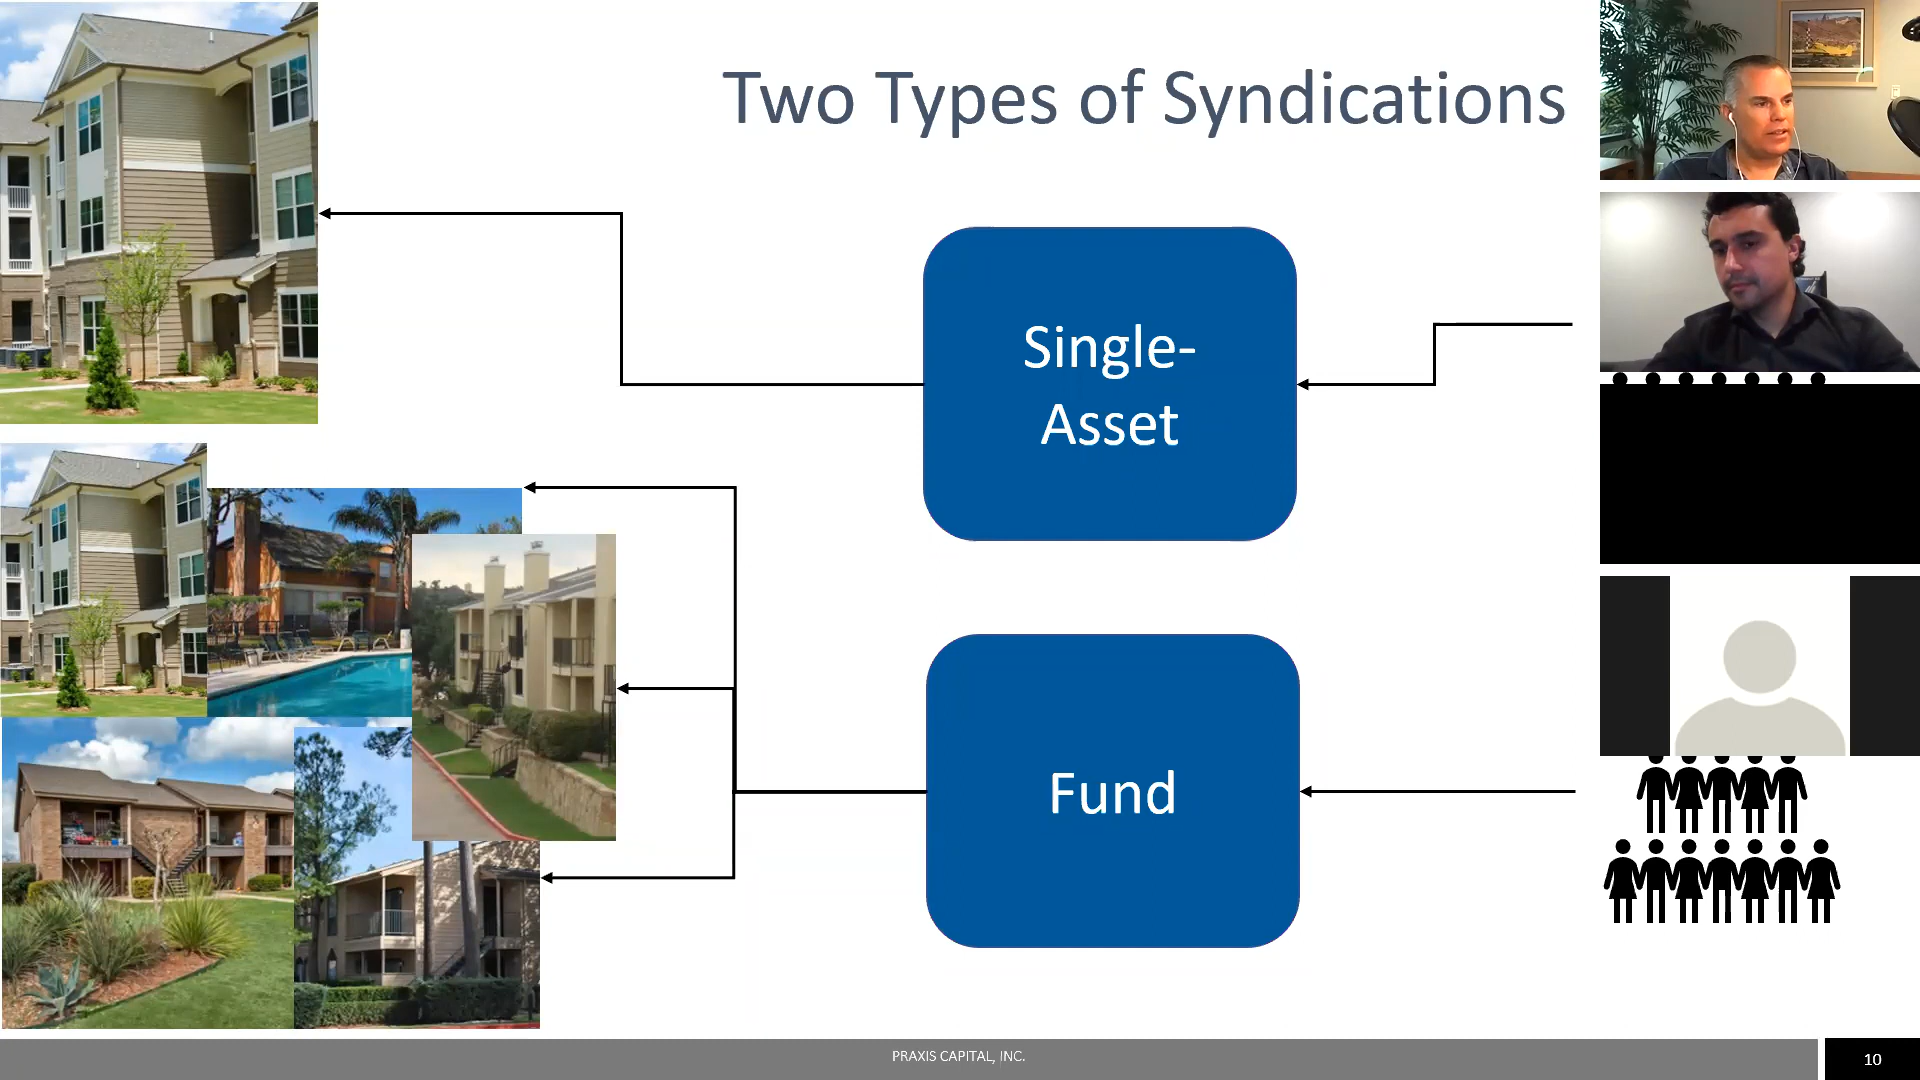 Two Types of Syndications
Single-
Asset
Fund
PRAXIS CAPITAL, INC.
10